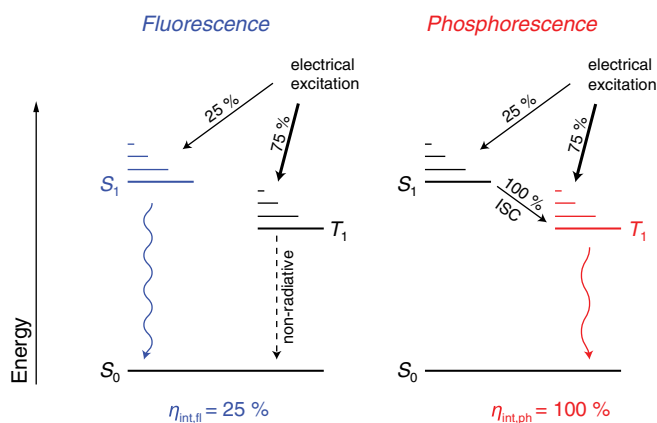 Fluorescence
electrical
excitation
25 %
75 %
S1
T1
non-radiative
S0
ηint,fl = 25 %
Phosphorescence
electrical
excitation
25 %
75 %
S1
100 %
ISC
T1
S0
ηint,ph = 100 %
Energy